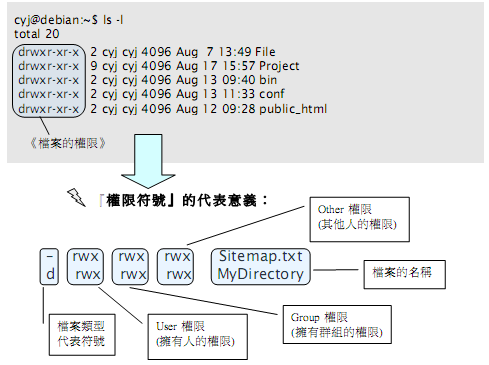 cyj@debian:~$ ls -l
total 20
drwxr-xr-x 2 cyj cyj 4096 Aug 7 13:49 File
drwxr-xr-x 9 cyj cyj 4096 Aug 17 15:57 Project
drwxr-xr-x 2 cyj cyj 4096 Aug 13 09:40 bin
drwxr-xr-x 2 cyj cyj 4096 Aug 13 11:33 conf
drwxr-xr-x 2 cyj cyj 4096 Aug 12 09:28 public_html
《檔案的權限》
『權限符號』的代表意義：
Other 權限
(其他人的權限)
- rwx rwx rwx Sitemap.txt
d rwx rwx rwx MyDirectory
檔案的名稱
檔案類型
代表符號
User 權限
(擁有人的權限)
Group 權限
(擁有群組的權限)